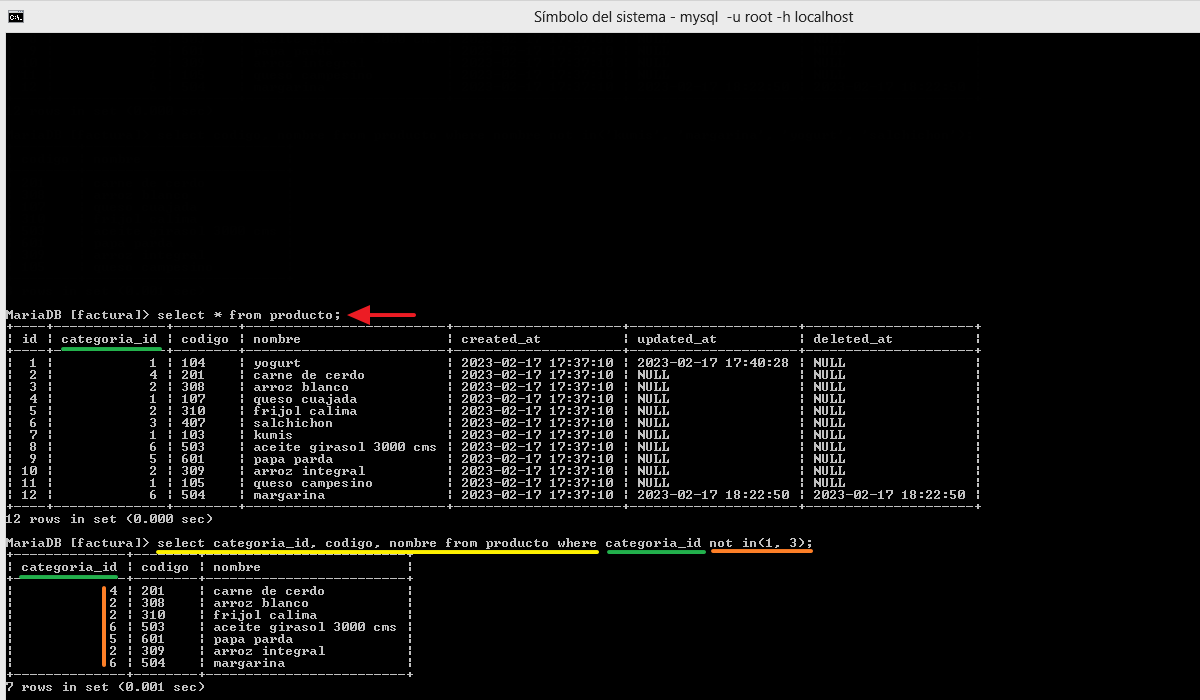 Símbolo del sistema - mysql -u root -h localhost
MariaDB [factura]> select * from producto;
+----+--------------+--------+-------------------------+---------------------+---------------------+---------------------+
¦ id ¦ categoria_id ¦ codigo ¦ nombre ¦ created_at ¦ updated_at ¦ deleted_at ¦
¦ 1 ¦ 1 ¦ 104 ¦ yogurt ¦ 2023-02-17 17:37:10 ¦ 2023-02-17 17:40:28 ¦ NULL ¦
¦ 2 ¦ 4 ¦ 201 ¦ carne de cerdo ¦ 2023-02-17 17:37:10 ¦ NULL ¦ NULL ¦
¦ 3 ¦ 2 ¦ 308 ¦ arroz blanco ¦ 2023-02-17 17:37:10 ¦ NULL ¦ NULL ¦
¦ 4 ¦ 1 ¦ 107 ¦ queso cuajada ¦ 2023-02-17 17:37:10 ¦ NULL ¦ NULL ¦
¦ 5 ¦ 2 ¦ 310 ¦ frijol calima ¦ 2023-02-17 17:37:10 ¦ NULL ¦ NULL ¦
¦ 6 ¦ 3 ¦ 407 ¦ salchichon ¦ 2023-02-17 17:37:10 ¦ NULL ¦ NULL ¦
¦ 7 ¦ 1 ¦ 103 ¦ kumis ¦ 2023-02-17 17:37:10 ¦ NULL ¦ NULL ¦
¦ 8 ¦ 6 ¦ 503 ¦ aceite girasol 3000 cms ¦ 2023-02-17 17:37:10 ¦ NULL ¦ NULL ¦
¦ 9 ¦ 5 ¦ 601 ¦ papa parda ¦ 2023-02-17 17:37:10 ¦ NULL ¦ NULL ¦
¦ 10 ¦ 2 ¦ 309 ¦ arroz integral ¦ 2023-02-17 17:37:10 ¦ NULL ¦ NULL ¦
¦ 11 ¦ 1 ¦ 105 ¦ queso campesino ¦ 2023-02-17 17:37:10 ¦ NULL ¦ NULL ¦
¦ 12 ¦ 6 ¦ 504 ¦ margarina ¦ 2023-02-17 17:37:10 ¦ 2023-02-17 18:22:50 ¦ 2023-02-17 18:22:50 ¦
12 rows in set (0.000 sec)
MariaDB [factura]> select categoria_id, codigo, nombre from producto where categoria_id not in(1, 3);
¦ categoria_id ¦ codigo ¦ nombre ¦
¦ 4 ¦ 201 ¦ carne de cerdo ¦
¦ 2 ¦ 308 ¦ arroz blanco ¦
¦ 2 ¦ 310 ¦ frijol calima ¦
¦ 6 ¦ 503 ¦ aceite girasol 3000 cms ¦
¦ 5 ¦ 601 ¦ papa parda ¦
¦ 2 ¦ 309 ¦ arroz integral ¦
¦ 6 ¦ 504 ¦ margarina ¦
7 rows in set (0.001 sec)